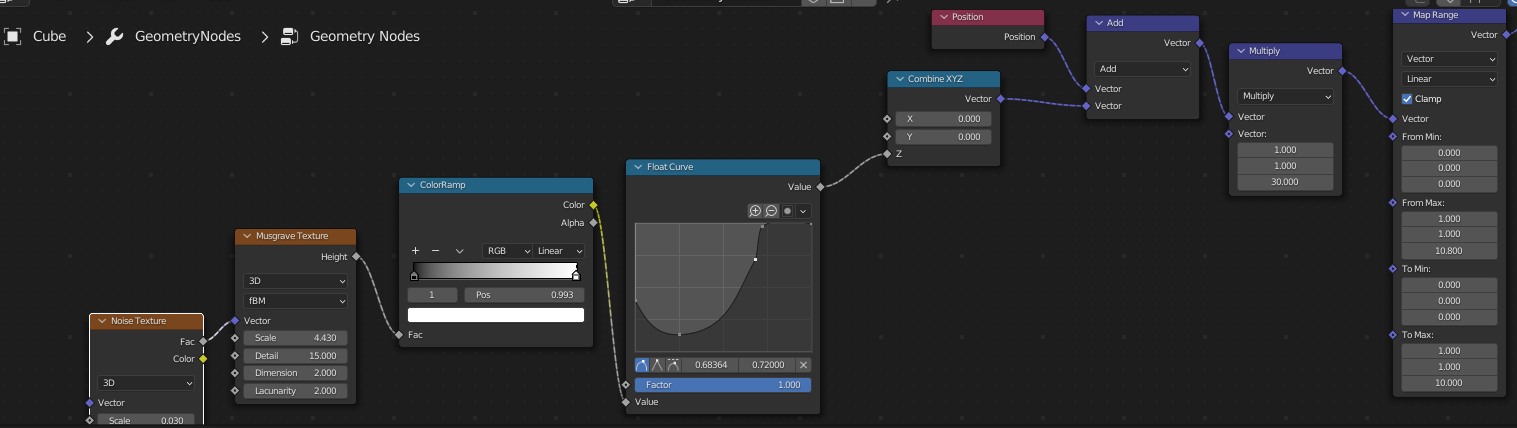 Cube > GeometryNodes > Geometry Nodes
Noise Texture
Fac
Color
3D
Vector
Scale 0.030
Musgrave Texture
Height
3D
fBM
Vector
Scale 4.430
Detail 15.000
Dimension 2.000
Lacunarity 2.000
ColorRamp
Color
Alpha
+ − RGB Linear
1 Pos 0.993
Fac
Float Curve
Value
0.68364 0.72000
Factor 1.000
Value
Combine XYZ
Vector
X 0.000
Y 0.000
Z
Position
Position
Add
Vector
Add
Vector
Vector
Multiply
Vector
Multiply
Vector
Vector:
1.000
1.000
30.000
Map Range
Vector
Vector
Linear
Clamp
Vector
From Min:
0.000
0.000
0.000
From Max:
1.000
1.000
10.800
To Min:
0.000
0.000
0.000
To Max:
1.000
1.000
10.000